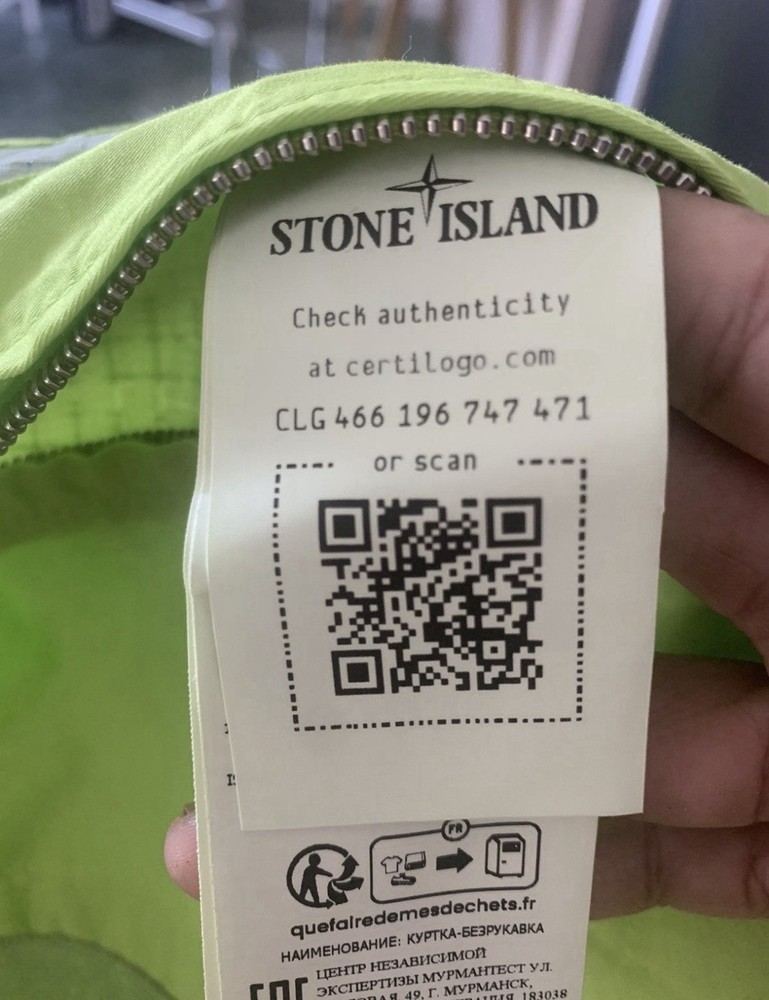 STONE ISLAND
Check authenticity
at certilogo.com
CLG 466 196 747 471
or scan
FR
quefairedemesdechets.fr
НАИМЕНОВАНИЕ: КУРТКА-БЕЗРУКАВКА
ЦЕНТР НЕЗАВИСИМОЙ
ЭКСПЕРТИЗЫ МУРМАНТЕСТ УЛ.
49, Г. МУРМАНСК,
183038